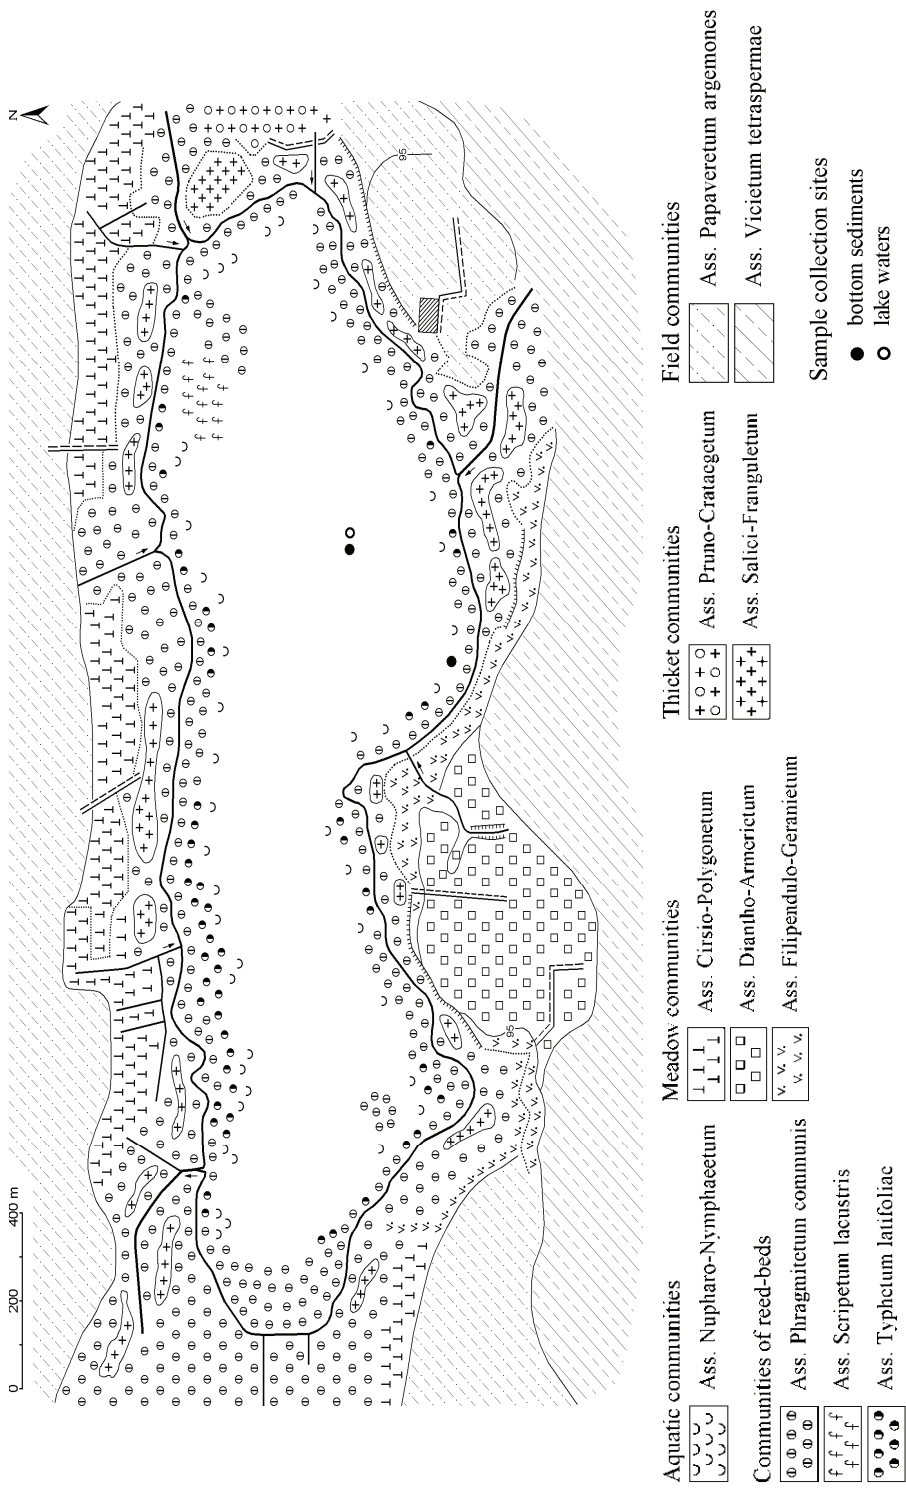 0 200 400 m
N
95
95
Aquatic communities
Ass. Nupharo-Nymphaeetum
Communities of reed-beds
Ass. Phragmitetum communis
Ass. Scripetum lacustris
Ass. Typhetum latifoliae
Meadow communities
Ass. Cirsio-Polygonetum
Ass. Diantho-Armerietum
Ass. Filipendulo-Geranietum
Thicket communities
Ass. Pruno-Crataegetum
Ass. Salici-Franguletum
Field communities
Ass. Papaveretum argemones
Ass. Vicietum tetraspermae
Sample collection sites
bottom sediments
lake waters